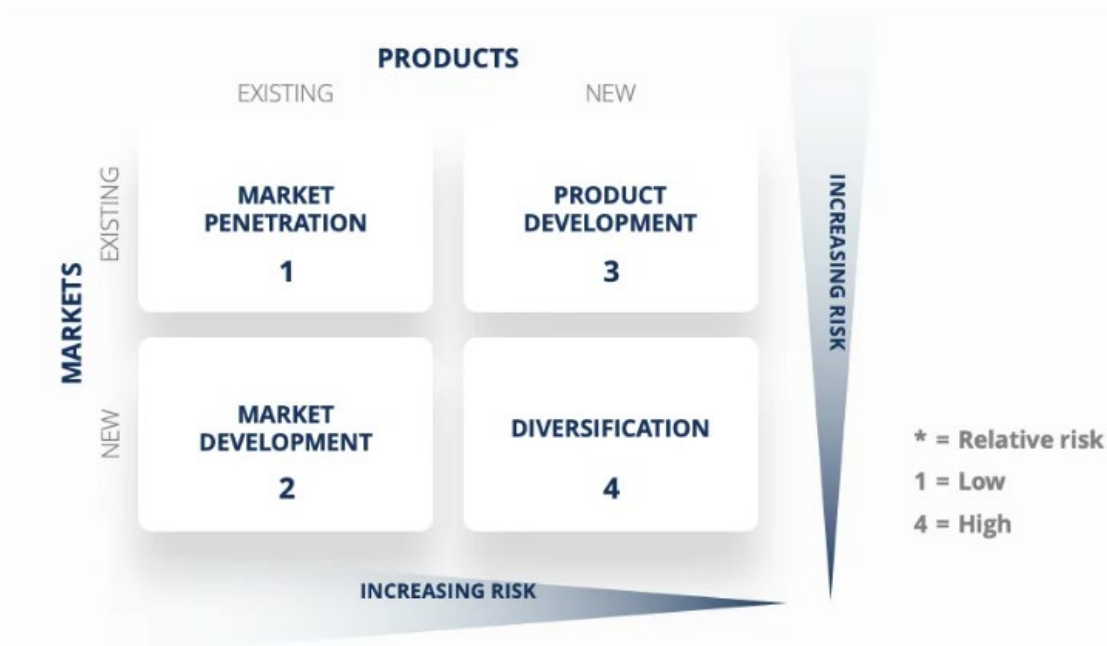 PRODUCTS
EXISTING
NEW
MARKETS
EXISTING
NEW
MARKET
PENETRATION
1
PRODUCT
DEVELOPMENT
3
MARKET
DEVELOPMENT
2
DIVERSIFICATION
4
INCREASING RISK
INCREASING RISK
* = Relative risk
1 = Low
4 = High